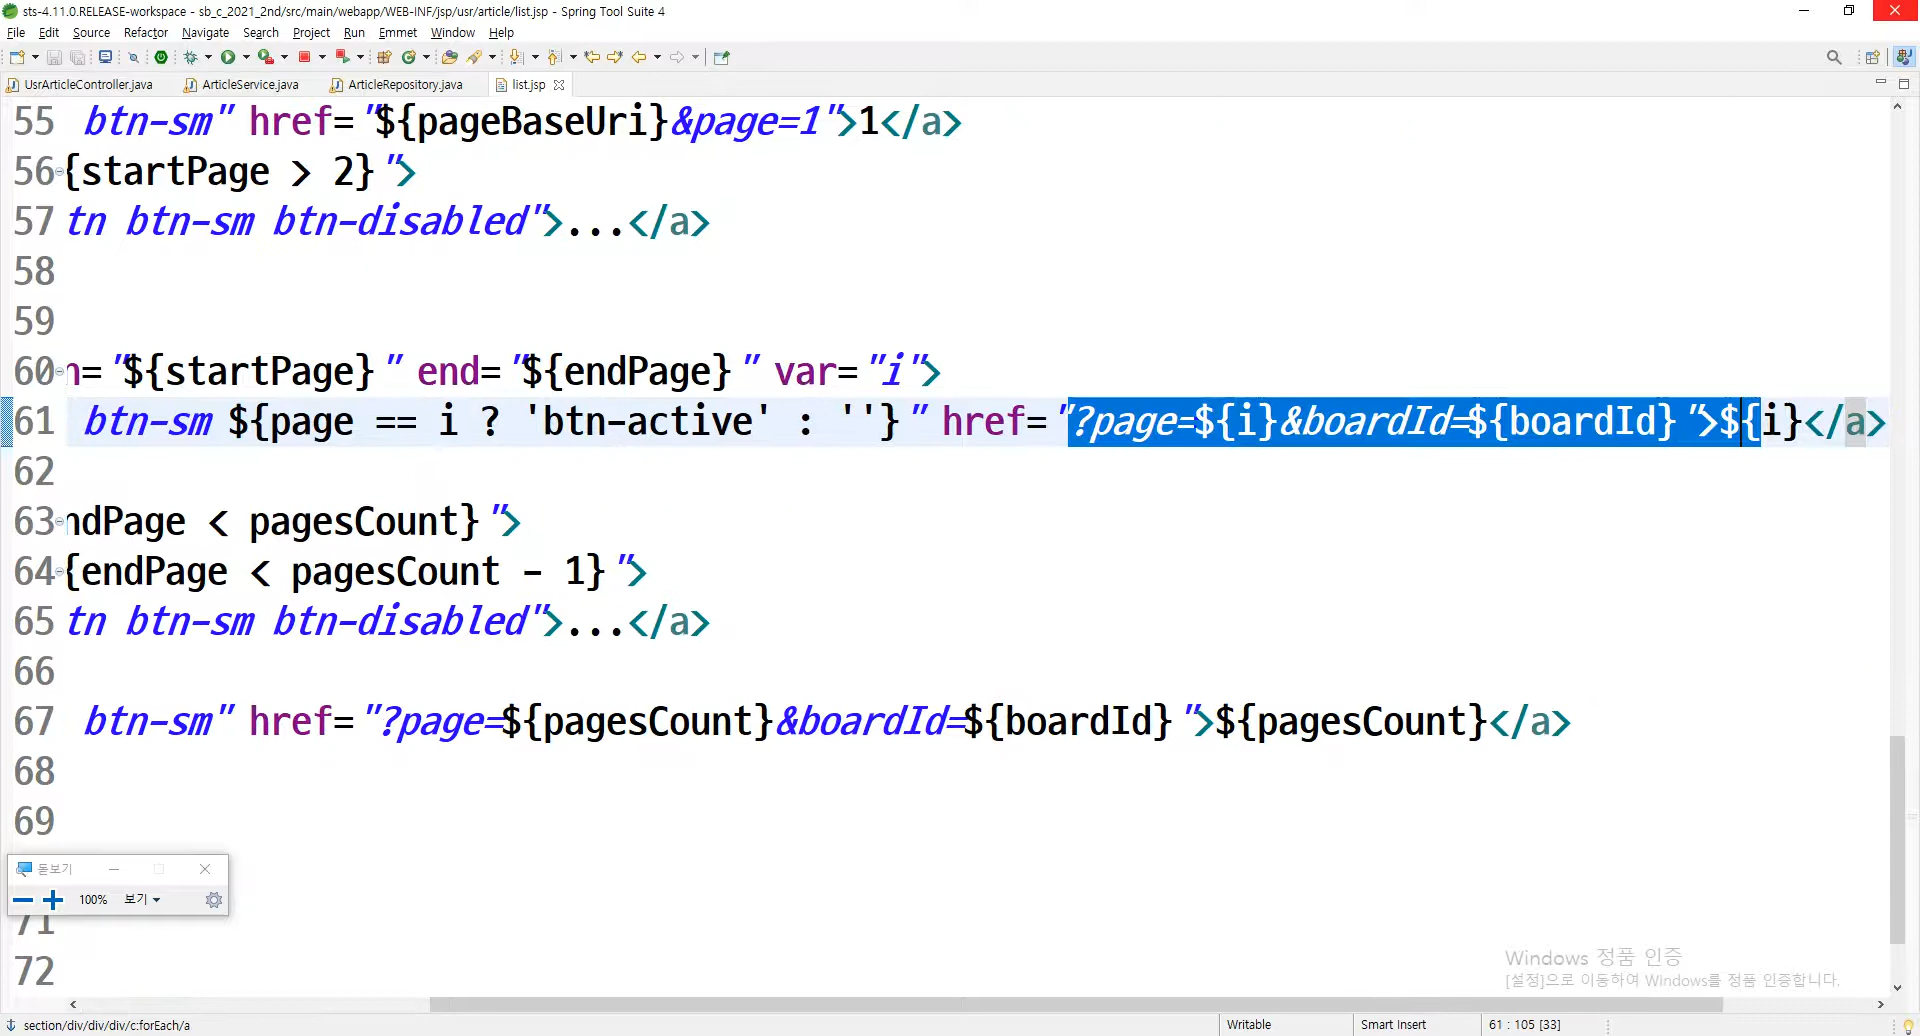 sts-4.11.0.RELEASE-workspace - sb_c_2021_2nd/src/main/webapp/WEB-INF/jsp/usr/article/list.jsp - Spring Tool Suite 4
File Edit Source Refactor Navigate Search Project Run Emmet Window Help
UsrArticleController.java ArticleService.java ArticleRepository.java list.jsp
55 btn-sm" href="${pageBaseUri}&page=1">1</a>
56 {startPage > 2}">
57 tn btn-sm btn-disabled">...</a>
58
59
60 n="${startPage}" end="${endPage}" var="i">
61 btn-sm ${page == i ? 'btn-active' : ''}" href="?page=${i}&boardId=${boardId}">${i}</a>
62
63 ndPage < pagesCount}">
64 {endPage < pagesCount - 1}">
65 tn btn-sm btn-disabled">...</a>
66
67 btn-sm" href="?page=${pagesCount}&boardId=${boardId}">${pagesCount}</a>
68
69
돋보기
100% 보기
71
72
Windows 정품 인증
[설정]으로 이동하여 Windows를 정품 인증합니다.
section/div/div/div/c:forEach/a Writable Smart Insert 61 : 105 [33]